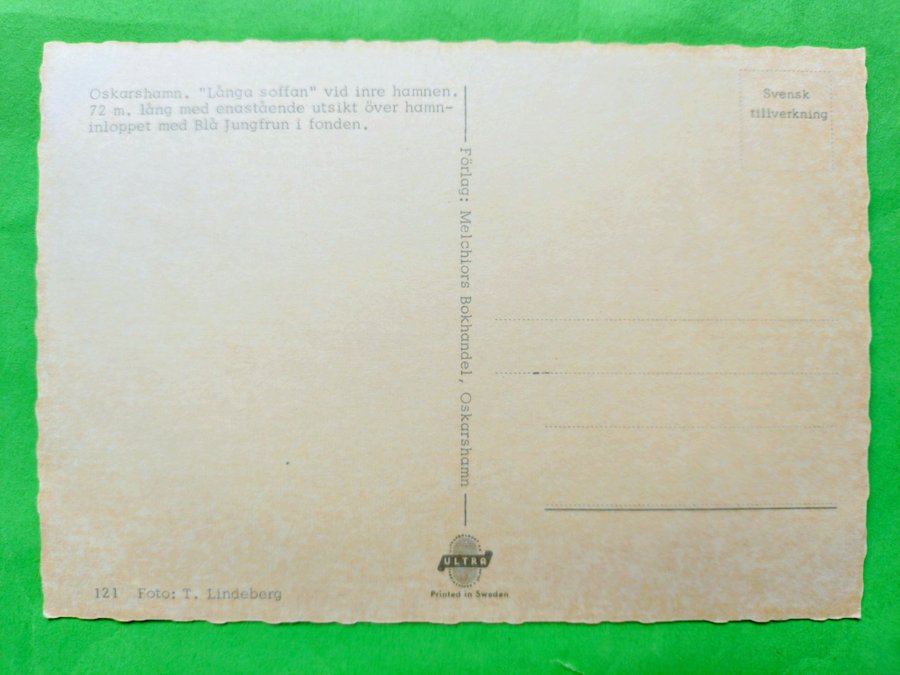 Oskarshamn. "Långa soffan" vid inre hamnen.
72 m. lång med enastående utsikt över hamn-
inloppet med Blå Jungfrun i fonden.
Förlag: Melchiors Bokhandel, Oskarshamn
Svensk
tillverkning
121 Foto: T. Lindeberg
ULTRA
Printed in Sweden